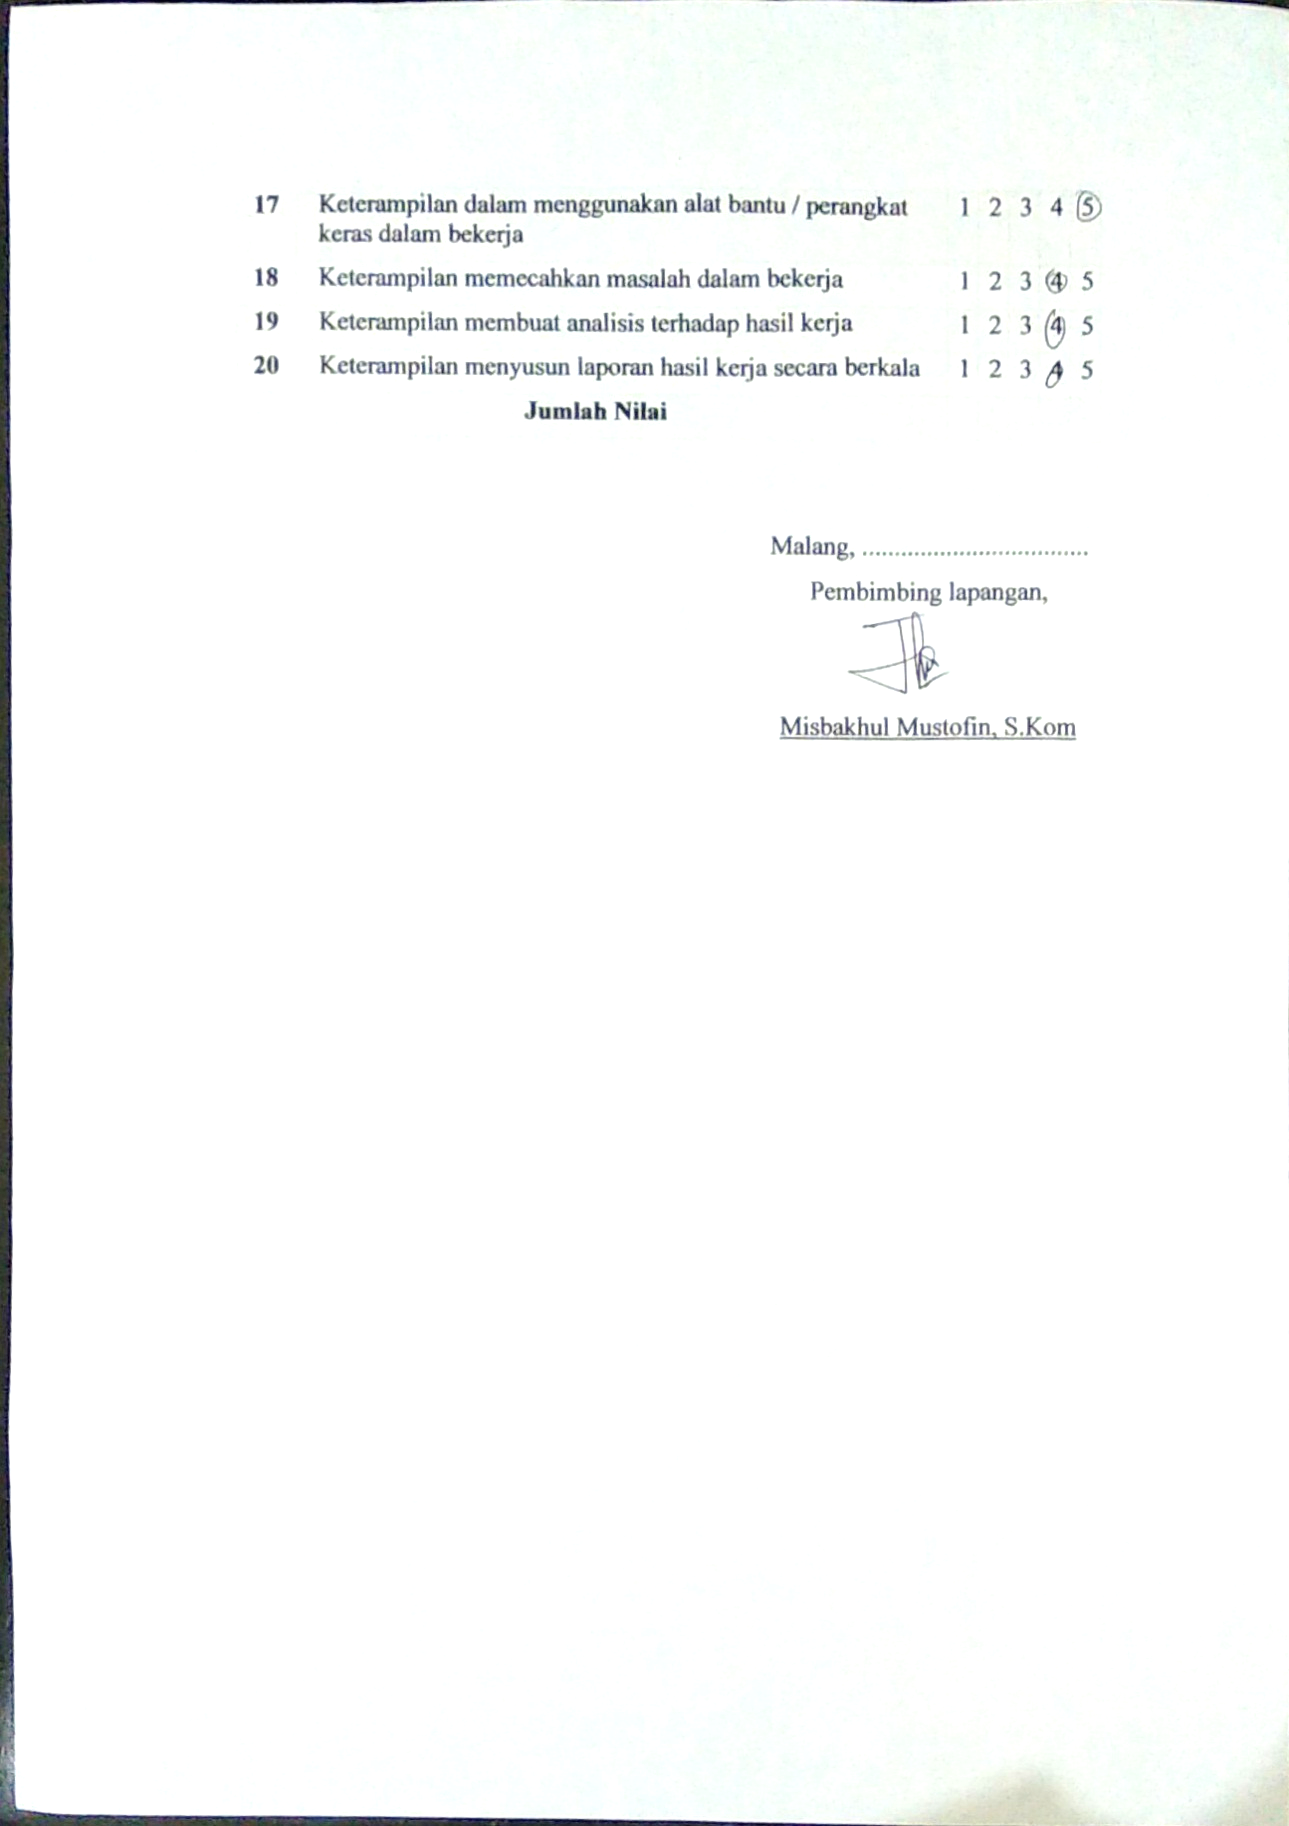 17 Keterampilan dalam menggunakan alat bantu / perangkat 1 2 3 4 5
keras dalam bekerja
18 Keterampilan memecahkan masalah dalam bekerja 1 2 3 4 5
19 Keterampilan membuat analisis terhadap hasil kerja 1 2 3 4 5
20 Keterampilan menyusun laporan hasil kerja secara berkala 1 2 3 4 5
Jumlah Nilai
Malang, ...................................
Pembimbing lapangan,
Misbakhul Mustofin, S.Kom